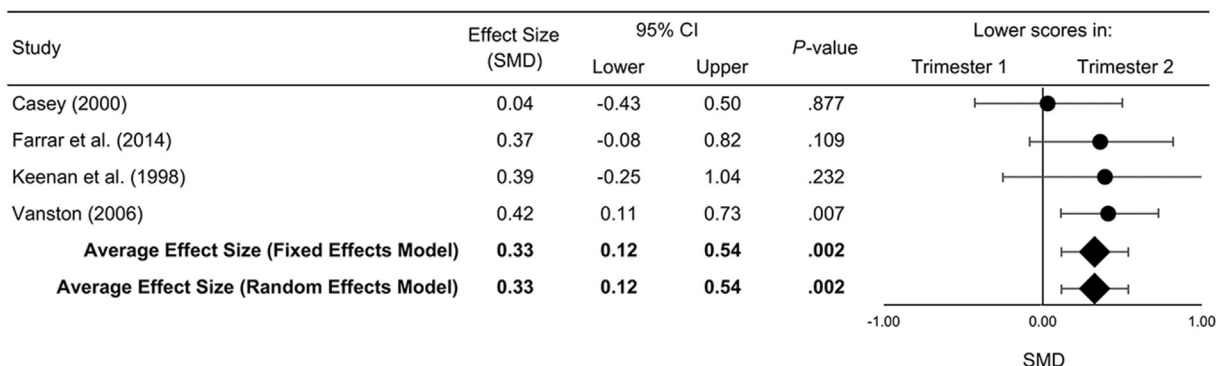 Study Effect Size (SMD) 95% CI P-value Lower scores in:
Lower Upper Trimester 1 Trimester 2
Casey (2000) 0.04 -0.43 0.50 .877
Farrar et al. (2014) 0.37 -0.08 0.82 .109
Keenan et al. (1998) 0.39 -0.25 1.04 .232
Vanston (2006) 0.42 0.11 0.73 .007
Average Effect Size (Fixed Effects Model) 0.33 0.12 0.54 .002
Average Effect Size (Random Effects Model) 0.33 0.12 0.54 .002
-1.00 0.00 1.00
SMD